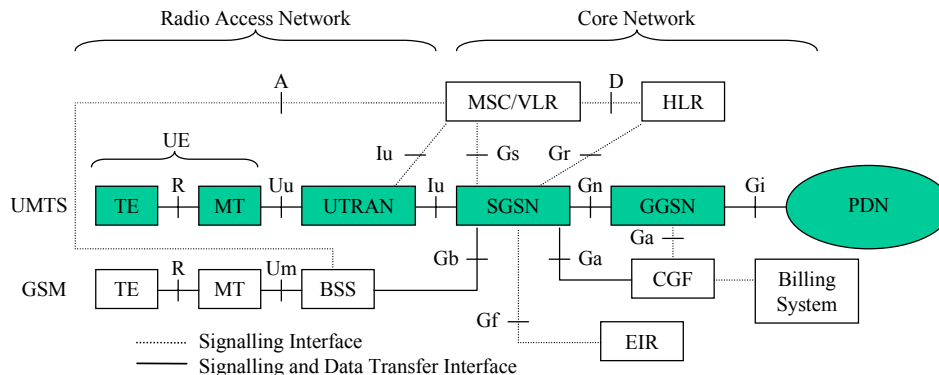 Radio Access Network
Core Network
A
D
MSC/VLR
HLR
UE
Iu
Gs
Gr
UMTS
TE
R
MT
Uu
UTRAN
Iu
SGSN
Gn
GGSN
Gi
PDN
Ga
GSM
TE
R
MT
Um
BSS
Gb
Ga
CGF
Billing
System
Gf
EIR
Signalling Interface
Signalling and Data Transfer Interface